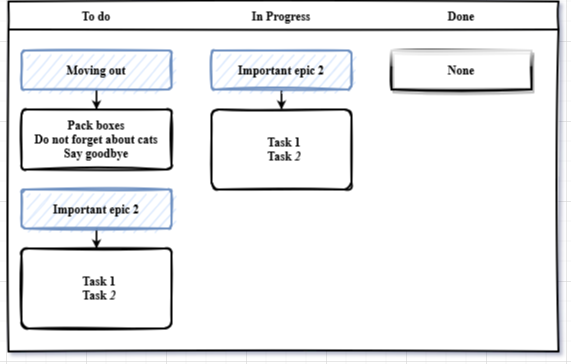 To do
In Progress
Done
Moving out
Pack boxes
Do not forget about cats
Say goodbye
Important epic 2
Task 1
Task 2
Important epic 2
Task 1
Task 2
None